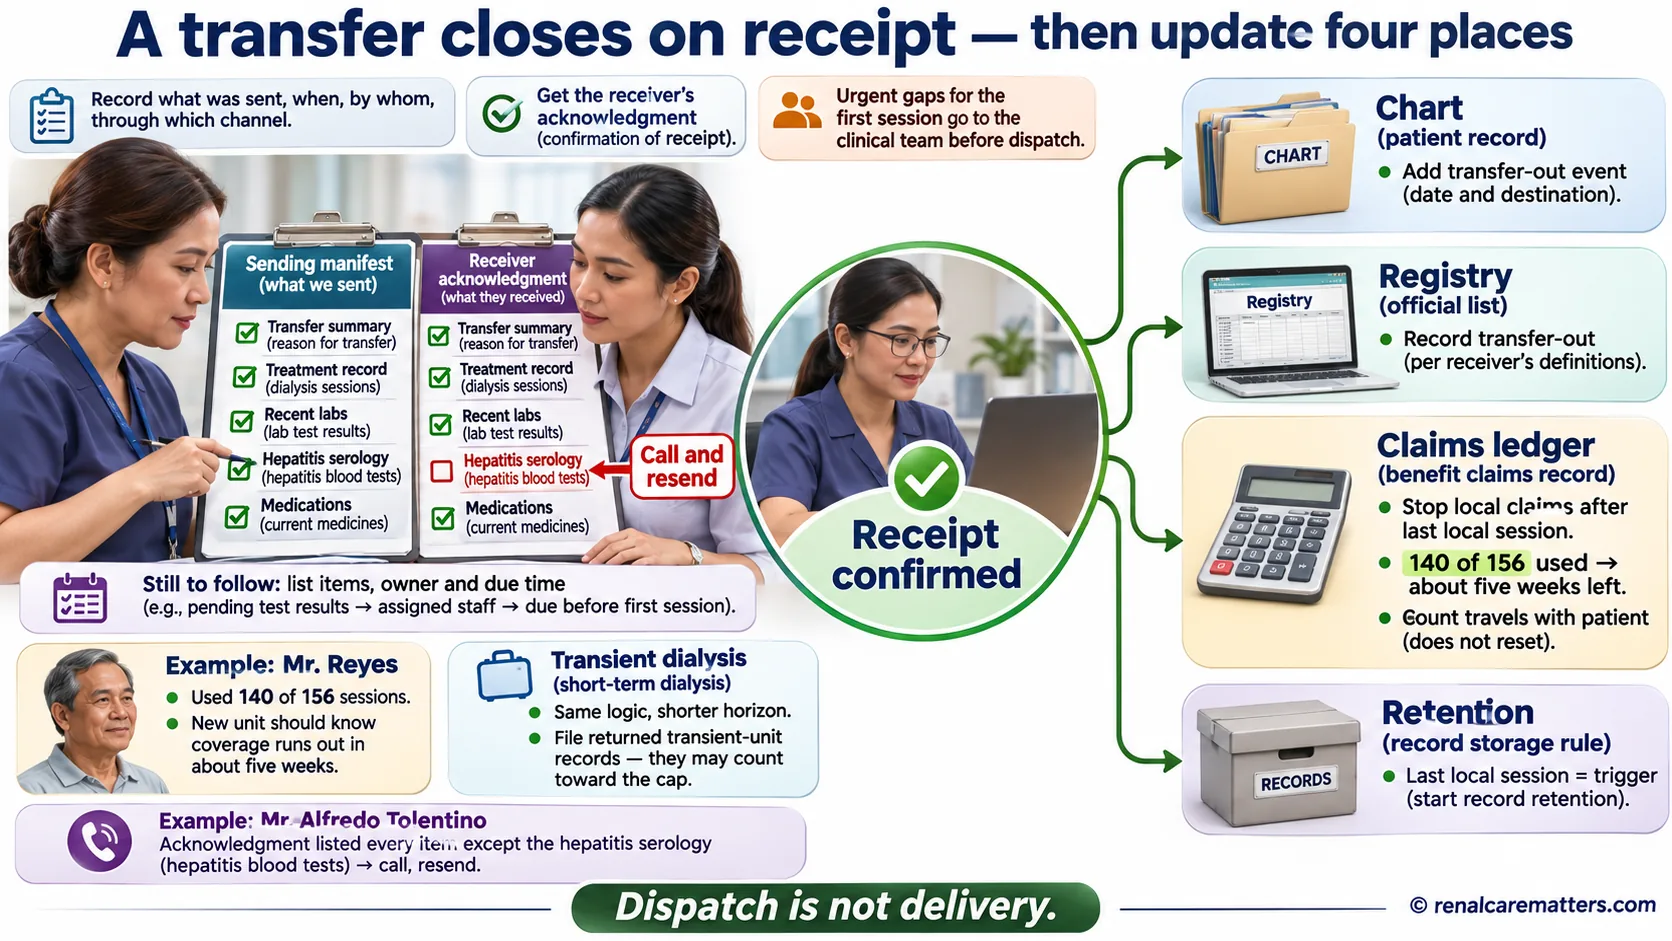 A transfer closes on receipt — then update four places
Record what was sent, when, by whom,
through which channel.
Get the receiver's
acknowledgment
(confirmation of receipt).
Urgent gaps for the
first session go to the
clinical team before dispatch.
Sending manifest
(what we sent)
Transfer summary
(reason for transfer)
Treatment record
(dialysis sessions)
Recent labs
(lab test results)
Hepatitis serology
(hepatitis blood tests)
Medications
(current medicines)
Receiver
acknowledgment
(what they received)
Transfer summary
(reason for transfer)
Treatment record
(dialysis sessions)
Recent labs
(lab test results)
Hepatitis serology
(hepatitis blood tests)
Medications
(current medicines)
Call and
resend
Still to follow: list items, owner and due time
(e.g., pending test results → assigned staff → due before first session).
Example: Mr. Reyes
Used 140 of 156 sessions.
New unit should know
coverage runs out in
about five weeks.
Transient dialysis
(short-term dialysis)
Same logic, shorter horizon.
File returned transient-unit
records — they may count
toward the cap.
Example: Mr. Alfredo Tolentino
Acknowledgment listed every item except the hepatitis serology
(hepatitis blood tests) → call, resend.
Receipt
confirmed
CHART
Chart
(patient record)
Add transfer-out event
(date and destination).
Registry
Registry
(official list)
Record transfer-out
(per receiver's definitions).
Claims ledger
(benefit claims record)
Stop local claims after
last local session.
140 of 156 used →
about five weeks left.
Count travels with patient
(does not reset).
RECORDS
Retention
(record storage rule)
Last local session = trigger
(start record retention).
Dispatch is not delivery.
© renalcarematters.com